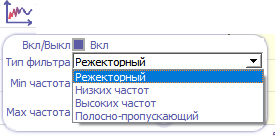 Вкл/Выкл Вкл
Тип фильтра Режекторный
Режекторный
Min частота Низких частот
Высоких частот
Max частота Полосно-пропускающий